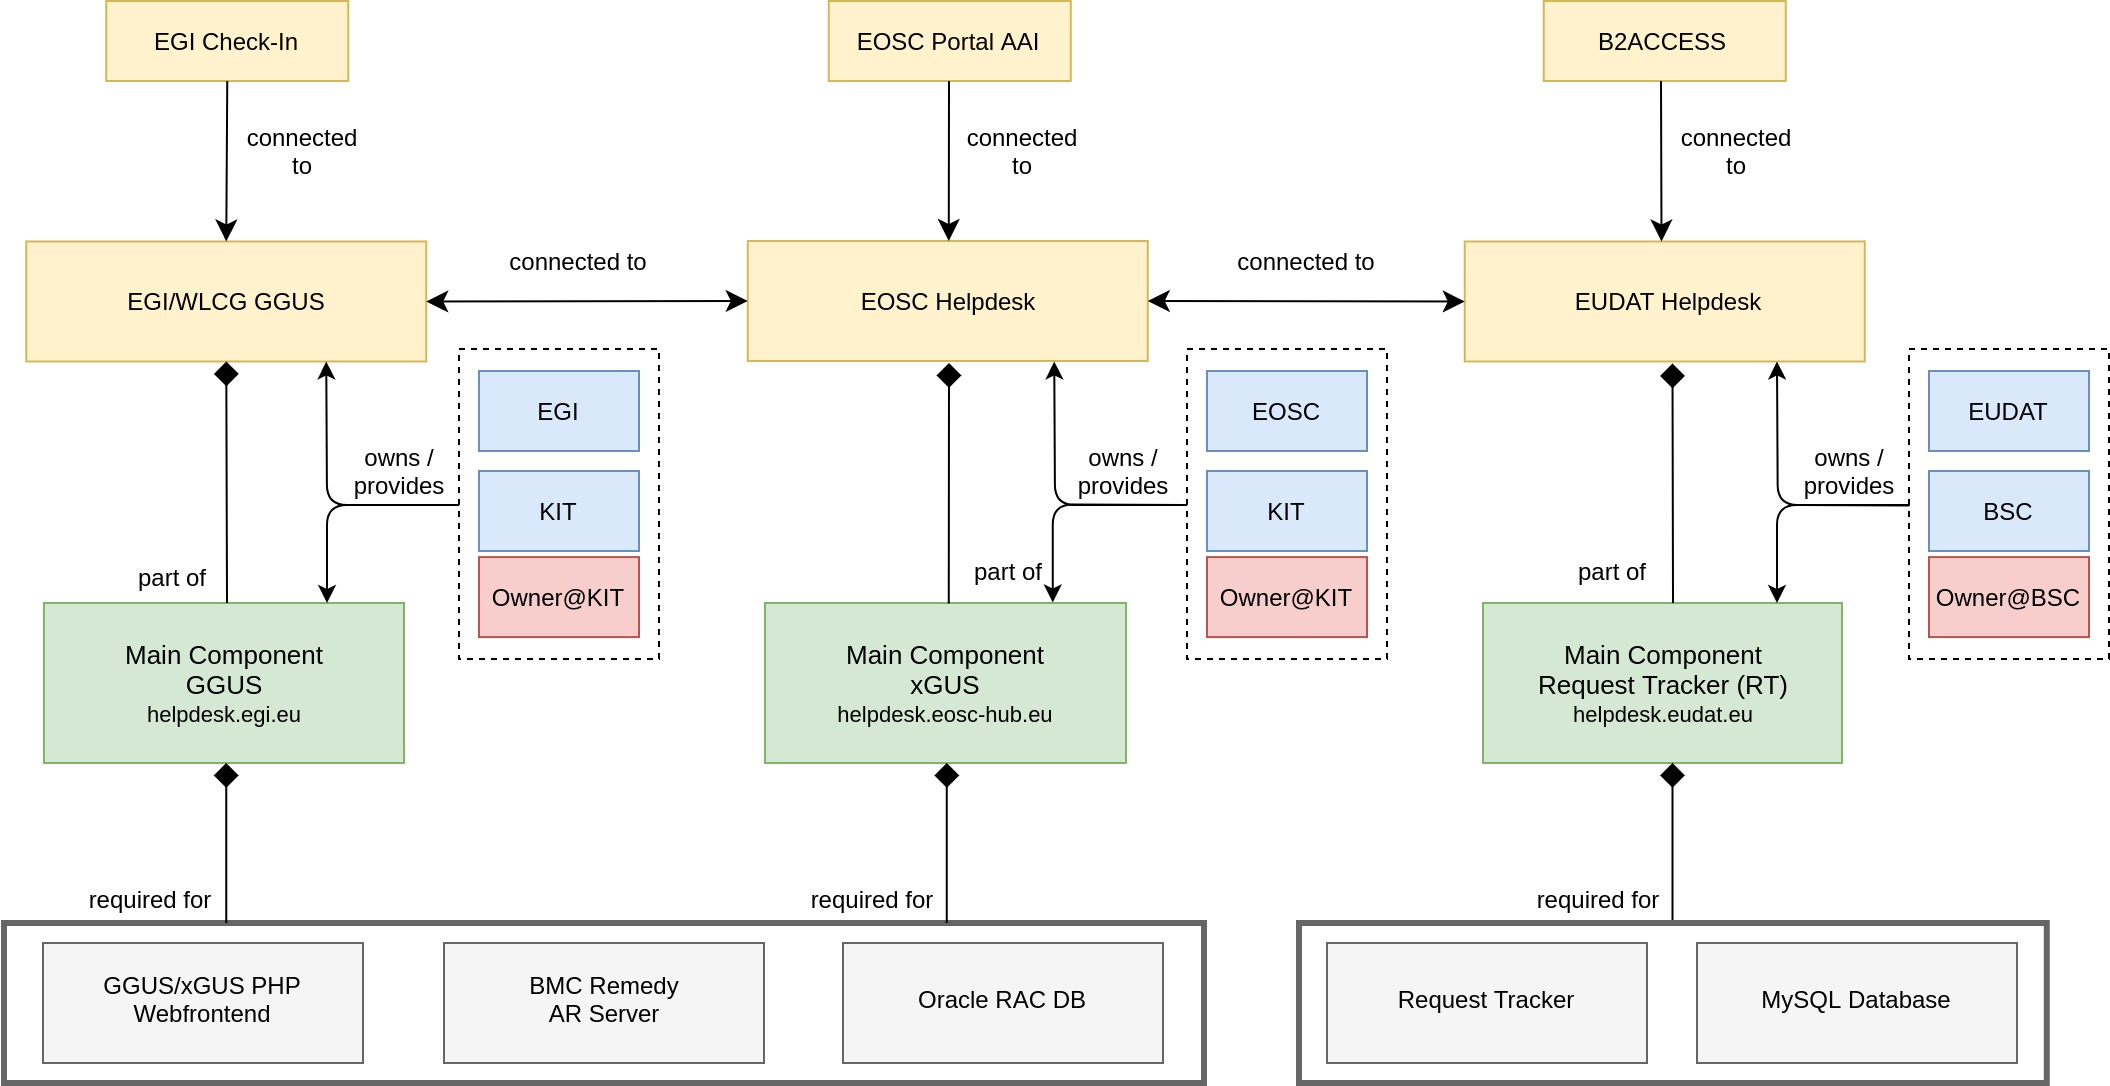 EGI Check-In
EOSC Portal AAI
B2ACCESS
connected
to
connected
to
connected
to
EGI/WLCG GGUS
connected to
EOSC Helpdesk
connected to
EUDAT Helpdesk
EGI
KIT
Owner@KIT
owns /
provides
part of
EOSC
KIT
Owner@KIT
owns /
provides
part of
EUDAT
BSC
Owner@BSC
owns /
provides
part of
Main Component
GGUS
helpdesk.egi.eu
Main Component
xGUS
helpdesk.eosc-hub.eu
Main Component
Request Tracker (RT)
helpdesk.eudat.eu
required for
required for
required for
GGUS/xGUS PHP
Webfrontend
BMC Remedy
AR Server
Oracle RAC DB
Request Tracker
MySQL Database